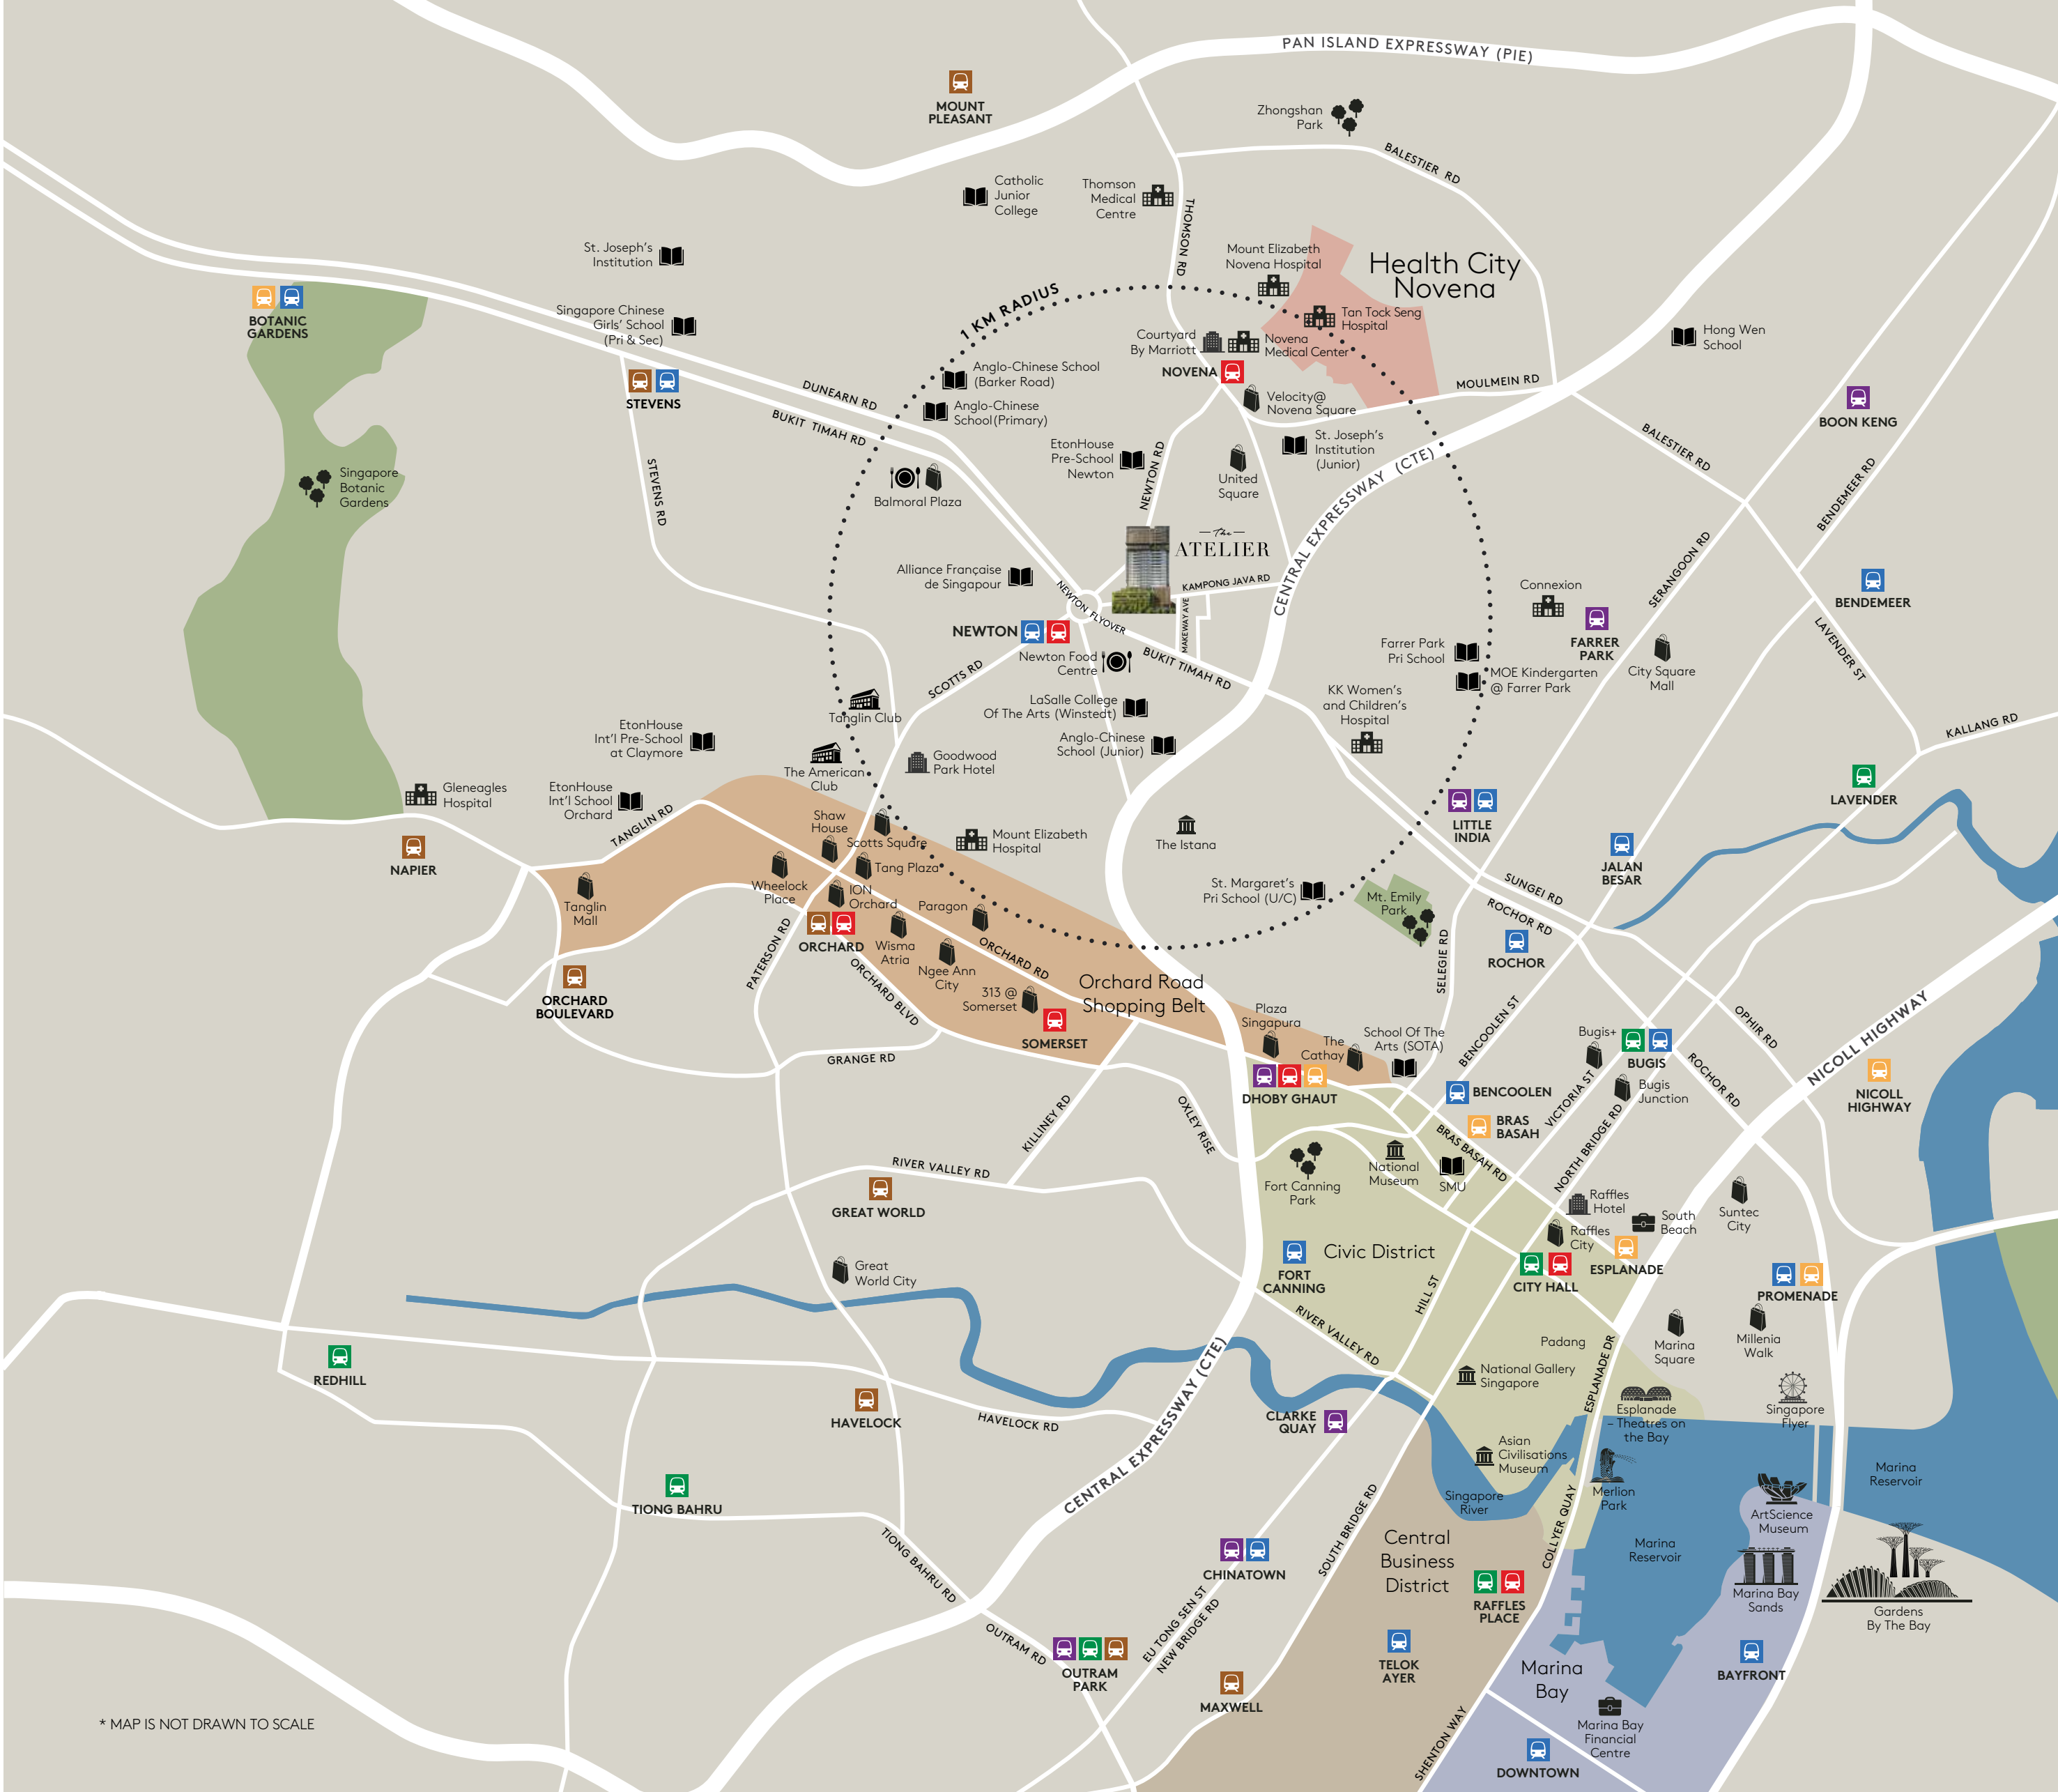 PAN ISLAND EXPRESSWAY (PIE)
MOUNT
PLEASANT
Zhongshan
Park
BALESTIER RD
Catholic
Junior
College
Thomson
Medical
Centre
THOMSON RD
St. Joseph's
Institution
Mount Elizabeth
Novena Hospital
Health City
Novena
BOTANIC
GARDENS
Singapore Chinese
Girls' School
(Pri & Sec)
1 KM RADIUS
Tan Tock Seng
Hospital
Courtyard
By Marriott
Novena
Medical Center
Hong Wen
School
NOVENA
MOULMEIN RD
STEVENS
DUNEARN RD
BUKIT TIMAH RD
Anglo-Chinese School
(Barker Road)
Anglo-Chinese
School(Primary)
Velocity@
Novena Square
BOON KENG
BALESTIER RD
BENDEMEER RD
EtonHouse
Pre-School
Newton
NEWTON RD
St. Joseph's
Institution
(Junior)
United
Square
CENTRAL EXPRESSWAY (CTE)
Singapore
Botanic
Gardens
STEVENS RD
Balmoral Plaza
The
ATELIER
Alliance Française
de Singapour
KAMPONG JAVA RD
NEWTON FLYOVER
MAKEWAY AVE
SERANGOON RD
Connexion
BENDEMEER
NEWTON
Newton Food
Centre
BUKIT TIMAH RD
SCOTTS RD
Farrer Park
Pri School
FARRER
PARK
MOE Kindergarten
@ Farrer Park
City Square
Mall
LAVENDER ST
Tanglin Club
LaSalle College
Of The Arts (Winstedt)
KK Women's
and Children's
Hospital
EtonHouse
Int'l Pre-School
at Claymore
Anglo-Chinese
School (Junior)
KALLANG RD
The American
Club
Goodwood
Park Hotel
Gleneagles
Hospital
EtonHouse
Int'l School
Orchard
TANGLIN RD
LAVENDER
Shaw
House
Scotts Square
Mount Elizabeth
Hospital
The Istana
LITTLE
INDIA
JALAN
BESAR
NAPIER
Tang Plaza
Wheelock
Place
ION
Orchard
Tanglin
Mall
Paragon
St. Margaret's
Pri School (U/C)
Mt. Emily
Park
SUNGEI RD
ROCHOR RD
ROCHOR
SELEGIE RD
ORCHARD
PATERSON RD
Wisma
Atria
Ngee Ann
City
ORCHARD RD
ORCHARD BLVD
ORCHARD
BOULEVARD
313 @
Somerset
SOMERSET
Orchard Road
Shopping Belt
GRANGE RD
Plaza
Singapura
The
Cathay
School Of The
Arts (SOTA)
BENCOOLEN ST
Bugis+
BUGIS
OPHIR RD
NICOLL HIGHWAY
DHOBY GHAUT
BENCOOLEN
VICTORIA ST
Bugis
Junction
ROCHOR RD
NICOLL
HIGHWAY
KILLINEY RD
OXLEY RISE
BRAS
BASAH
BRAS BASAH RD
NORTH BRIDGE RD
RIVER VALLEY RD
GREAT WORLD
Fort Canning
Park
National
Museum
SMU
Raffles
Hotel
South
Beach
Suntec
City
Raffles
City
Civic District
FORT
CANNING
CITY HALL
ESPLANADE
PROMENADE
Great
World City
HILL ST
RIVER VALLEY RD
Padang
ESPLANADE DR
Marina
Square
Millenia
Walk
REDHILL
National Gallery
Singapore
Esplanade
– Theatres on
the Bay
Singapore
Flyer
HAVELOCK
HAVELOCK RD
CENTRAL EXPRESSWAY (CTE)
CLARKE
QUAY
Asian
Civilisations
Museum
Singapore
River
Merlion
Park
Marina
Reservoir
TIONG BAHRU
ArtScience
Museum
TIONG BAHRU RD
SOUTH BRIDGE RD
Central
Business
District
COLLYER QUAY
Marina
Reservoir
CHINATOWN
RAFFLES
PLACE
Marina Bay
Sands
Gardens
By The Bay
EU TONG SEN ST
NEW BRIDGE RD
OUTRAM RD
OUTRAM
PARK
TELOK
AYER
Marina
Bay
BAYFRONT
MAXWELL
SHENTON WAY
Marina Bay
Financial
Centre
DOWNTOWN
* MAP IS NOT DRAWN TO SCALE